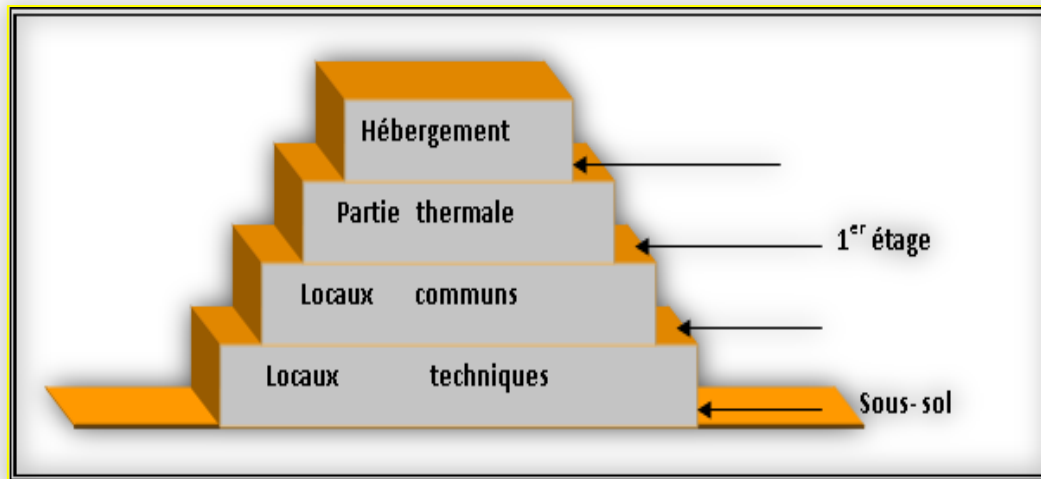 Hébergement
Partie thermale
1er étage
Locaux communs
Locaux techniques
Sous-sol